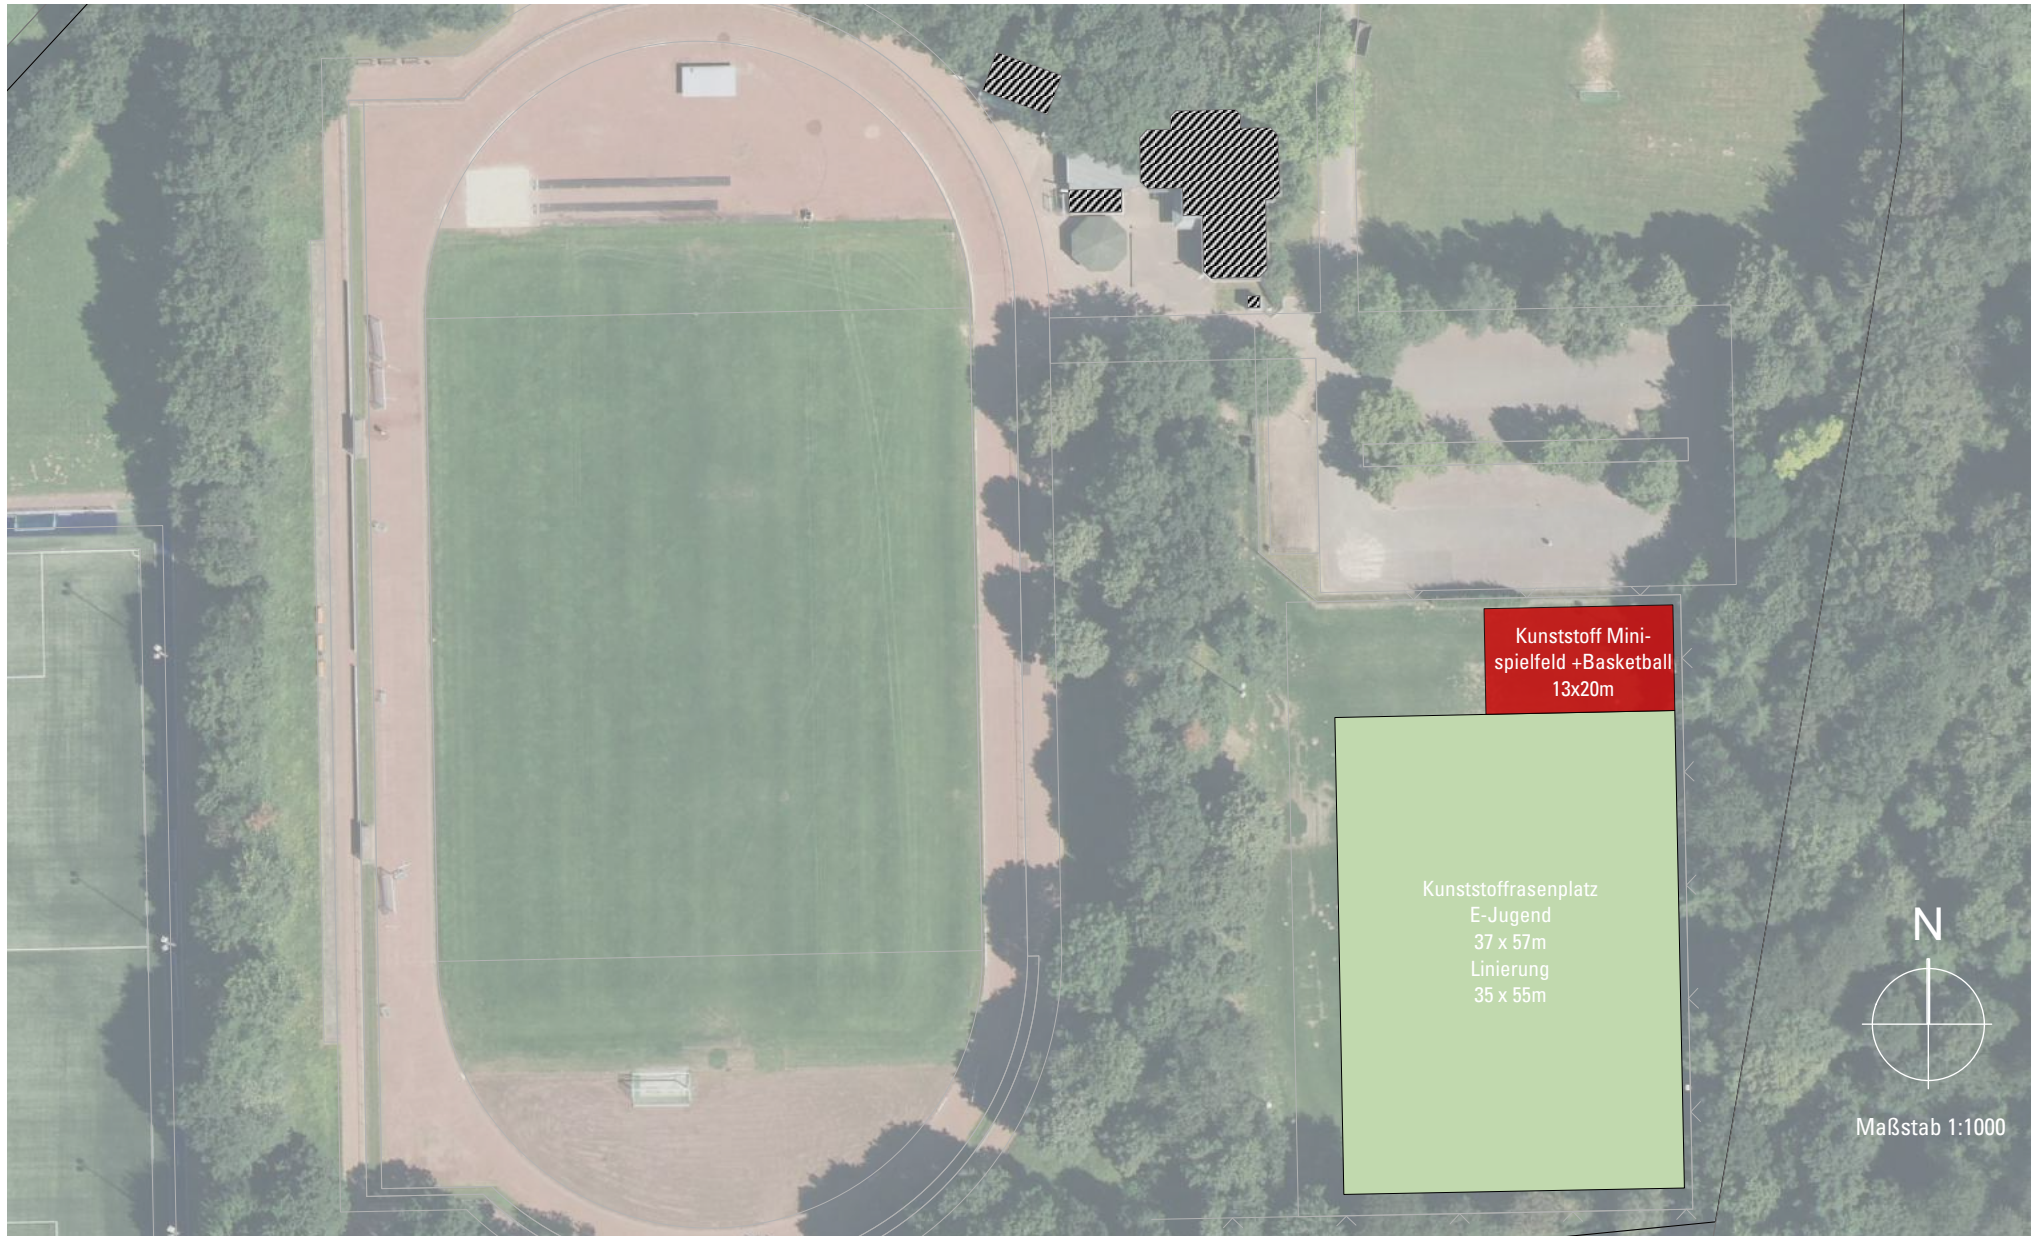 Kunststoff Mini-
spielfeld +Basketball
13x20m
Kunststoffrasenplatz
E-Jugend
37 x 57m
Linierung
35 x 55m
N
Maßstab 1:1000